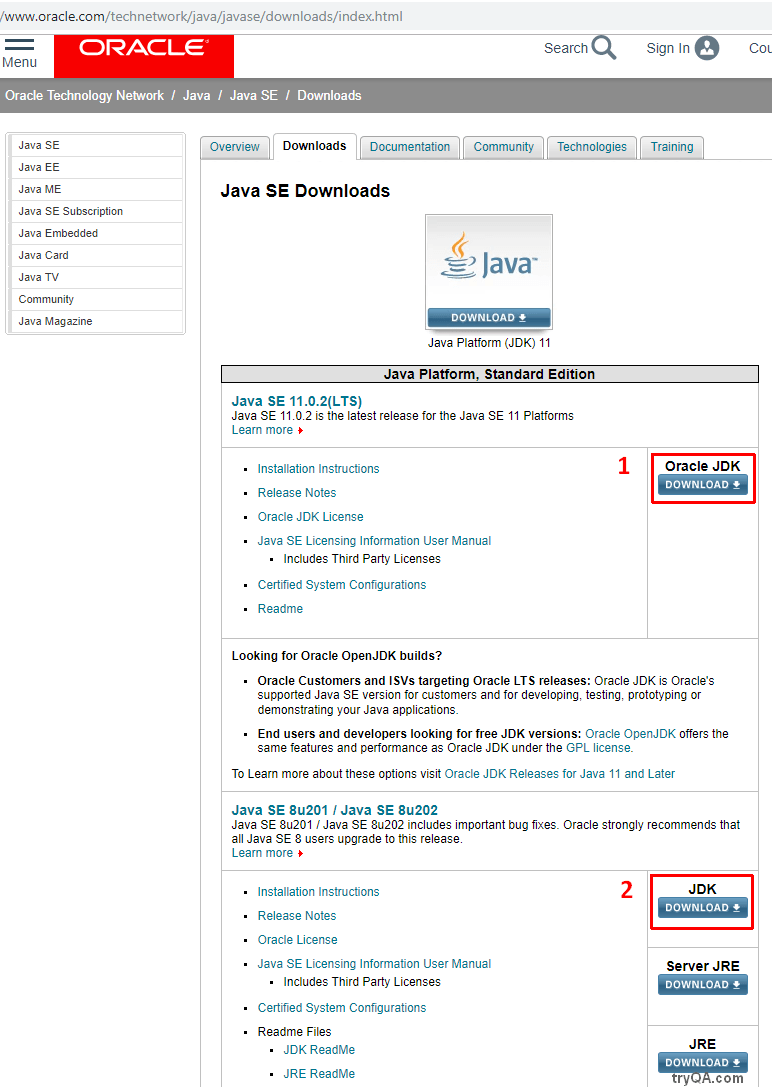 /www.oracle.com/technetwork/java/javase/downloads/index.html
Menu
ORACLE
Search
Sign In
Cou
Oracle Technology Network / Java / Java SE / Downloads
Java SE
Java EE
Java ME
Java SE Subscription
Java Embedded
Java Card
Java TV
Community
Java Magazine
Overview
Downloads
Documentation
Community
Technologies
Training
Java SE Downloads
Java™
DOWNLOAD
Java Platform (JDK) 11
Java Platform, Standard Edition
Java SE 11.0.2(LTS)
Java SE 11.0.2 is the latest release for the Java SE 11 Platforms
Learn more
Installation Instructions
Release Notes
Oracle JDK License
Java SE Licensing Information User Manual
Includes Third Party Licenses
Certified System Configurations
Readme
1
Oracle JDK
DOWNLOAD
Looking for Oracle OpenJDK builds?
Oracle Customers and ISVs targeting Oracle LTS releases: Oracle JDK is Oracle's
supported Java SE version for customers and for developing, testing, prototyping or
demonstrating your Java applications.
End users and developers looking for free JDK versions: Oracle OpenJDK offers the
same features and performance as Oracle JDK under the GPL license.
To Learn more about these options visit Oracle JDK Releases for Java 11 and Later
Java SE 8u201 / Java SE 8u202
Java SE 8u201 / Java SE 8u202 includes important bug fixes. Oracle strongly recommends that
all Java SE 8 users upgrade to this release.
Learn more
Installation Instructions
Release Notes
Oracle License
Java SE Licensing Information User Manual
Includes Third Party Licenses
Certified System Configurations
Readme Files
JDK ReadMe
JRE ReadMe
2
JDK
DOWNLOAD
Server JRE
DOWNLOAD
JRE
DOWNLOAD
tryQA.com